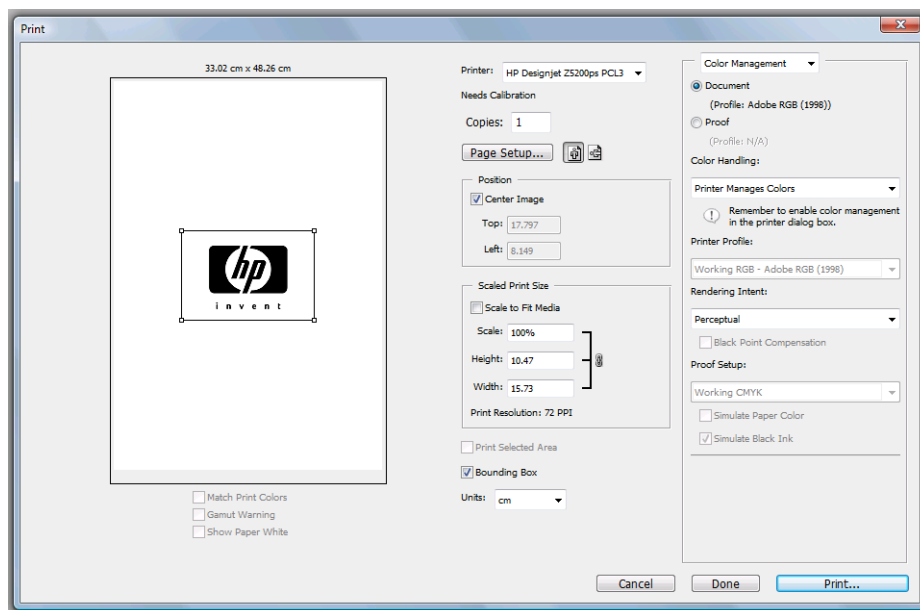 Print
33.02 cm x 48.26 cm
hp
invent
Match Print Colors
Gamut Warning
Show Paper White
Printer: HP Designjet Z5200ps PCL3
Needs Calibration
Copies: 1
Page Setup...
Position
Center Image
Top: 17.797
Left: 8.149
Scaled Print Size
Scale to Fit Media
Scale: 100%
Height: 10.47
Width: 15.73
Print Resolution: 72 PPI
Print Selected Area
Bounding Box
Units: cm
Color Management
Document
(Profile: Adobe RGB (1998))
Proof
(Profile: N/A)
Color Handling:
Printer Manages Colors
Remember to enable color management
in the printer dialog box.
Printer Profile:
Working RGB - Adobe RGB (1998)
Rendering Intent:
Perceptual
Black Point Compensation
Proof Setup:
Working CMYK
Simulate Paper Color
Simulate Black Ink
Cancel
Done
Print...